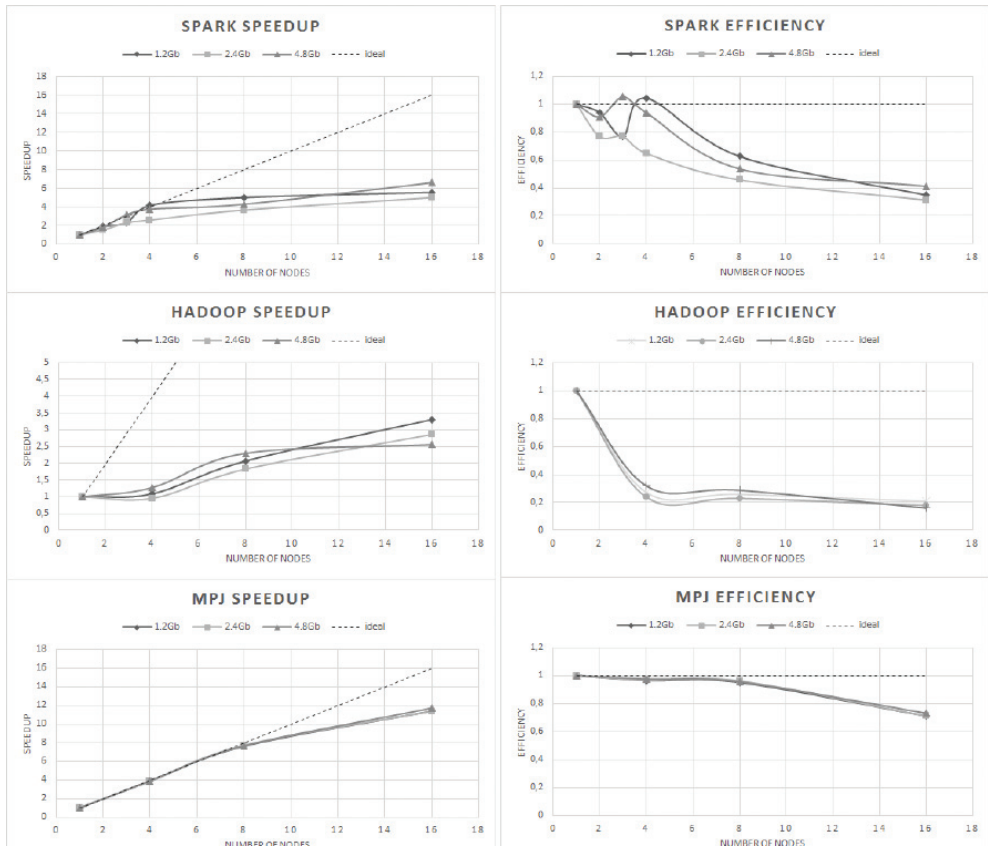 SPARK SPEEDUP
1.2Gb 2.4Gb 4.8Gb ideal
18
16
14
12
10
8
6
4
2
0
SPEEDUP
0 2 4 6 8 10 12 14 16 18
NUMBER OF NODES
SPARK EFFICIENCY
1.2Gb 2.4Gb 4.8Gb ideal
1,2
1
0,8
0,6
0,4
0,2
0
EFFICIENCY
0 2 4 6 8 10 12 14 16 18
NUMBER OF NODES
HADOOP SPEEDUP
1.2Gb 2.4Gb 4.8Gb ideal
5
4,5
4
3,5
3
2,5
2
1,5
1
0,5
0
SPEEDUP
0 2 4 6 8 10 12 14 16 18
NUMBER OF NODES
HADOOP EFFICIENCY
1.2Gb 2.4Gb 4.8Gb ideal
1,2
1
0,8
0,6
0,4
0,2
0
EFFICIENCY
0 2 4 6 8 10 12 14 16 18
NUMBER OF NODES
MPJ SPEEDUP
1.2Gb 2.4Gb 4.8Gb ideal
18
16
14
12
10
8
6
4
2
0
SPEEDUP
0 2 4 6 8 10 12 14 16 18
NUMBER OF NODES
MPJ EFFICIENCY
1.2Gb 2.4Gb 4.8Gb ideal
1,2
1
0,8
0,6
0,4
0,2
0
EFFICIENCY
0 2 4 6 8 10 12 14 16 18
NUMBER OF NODES